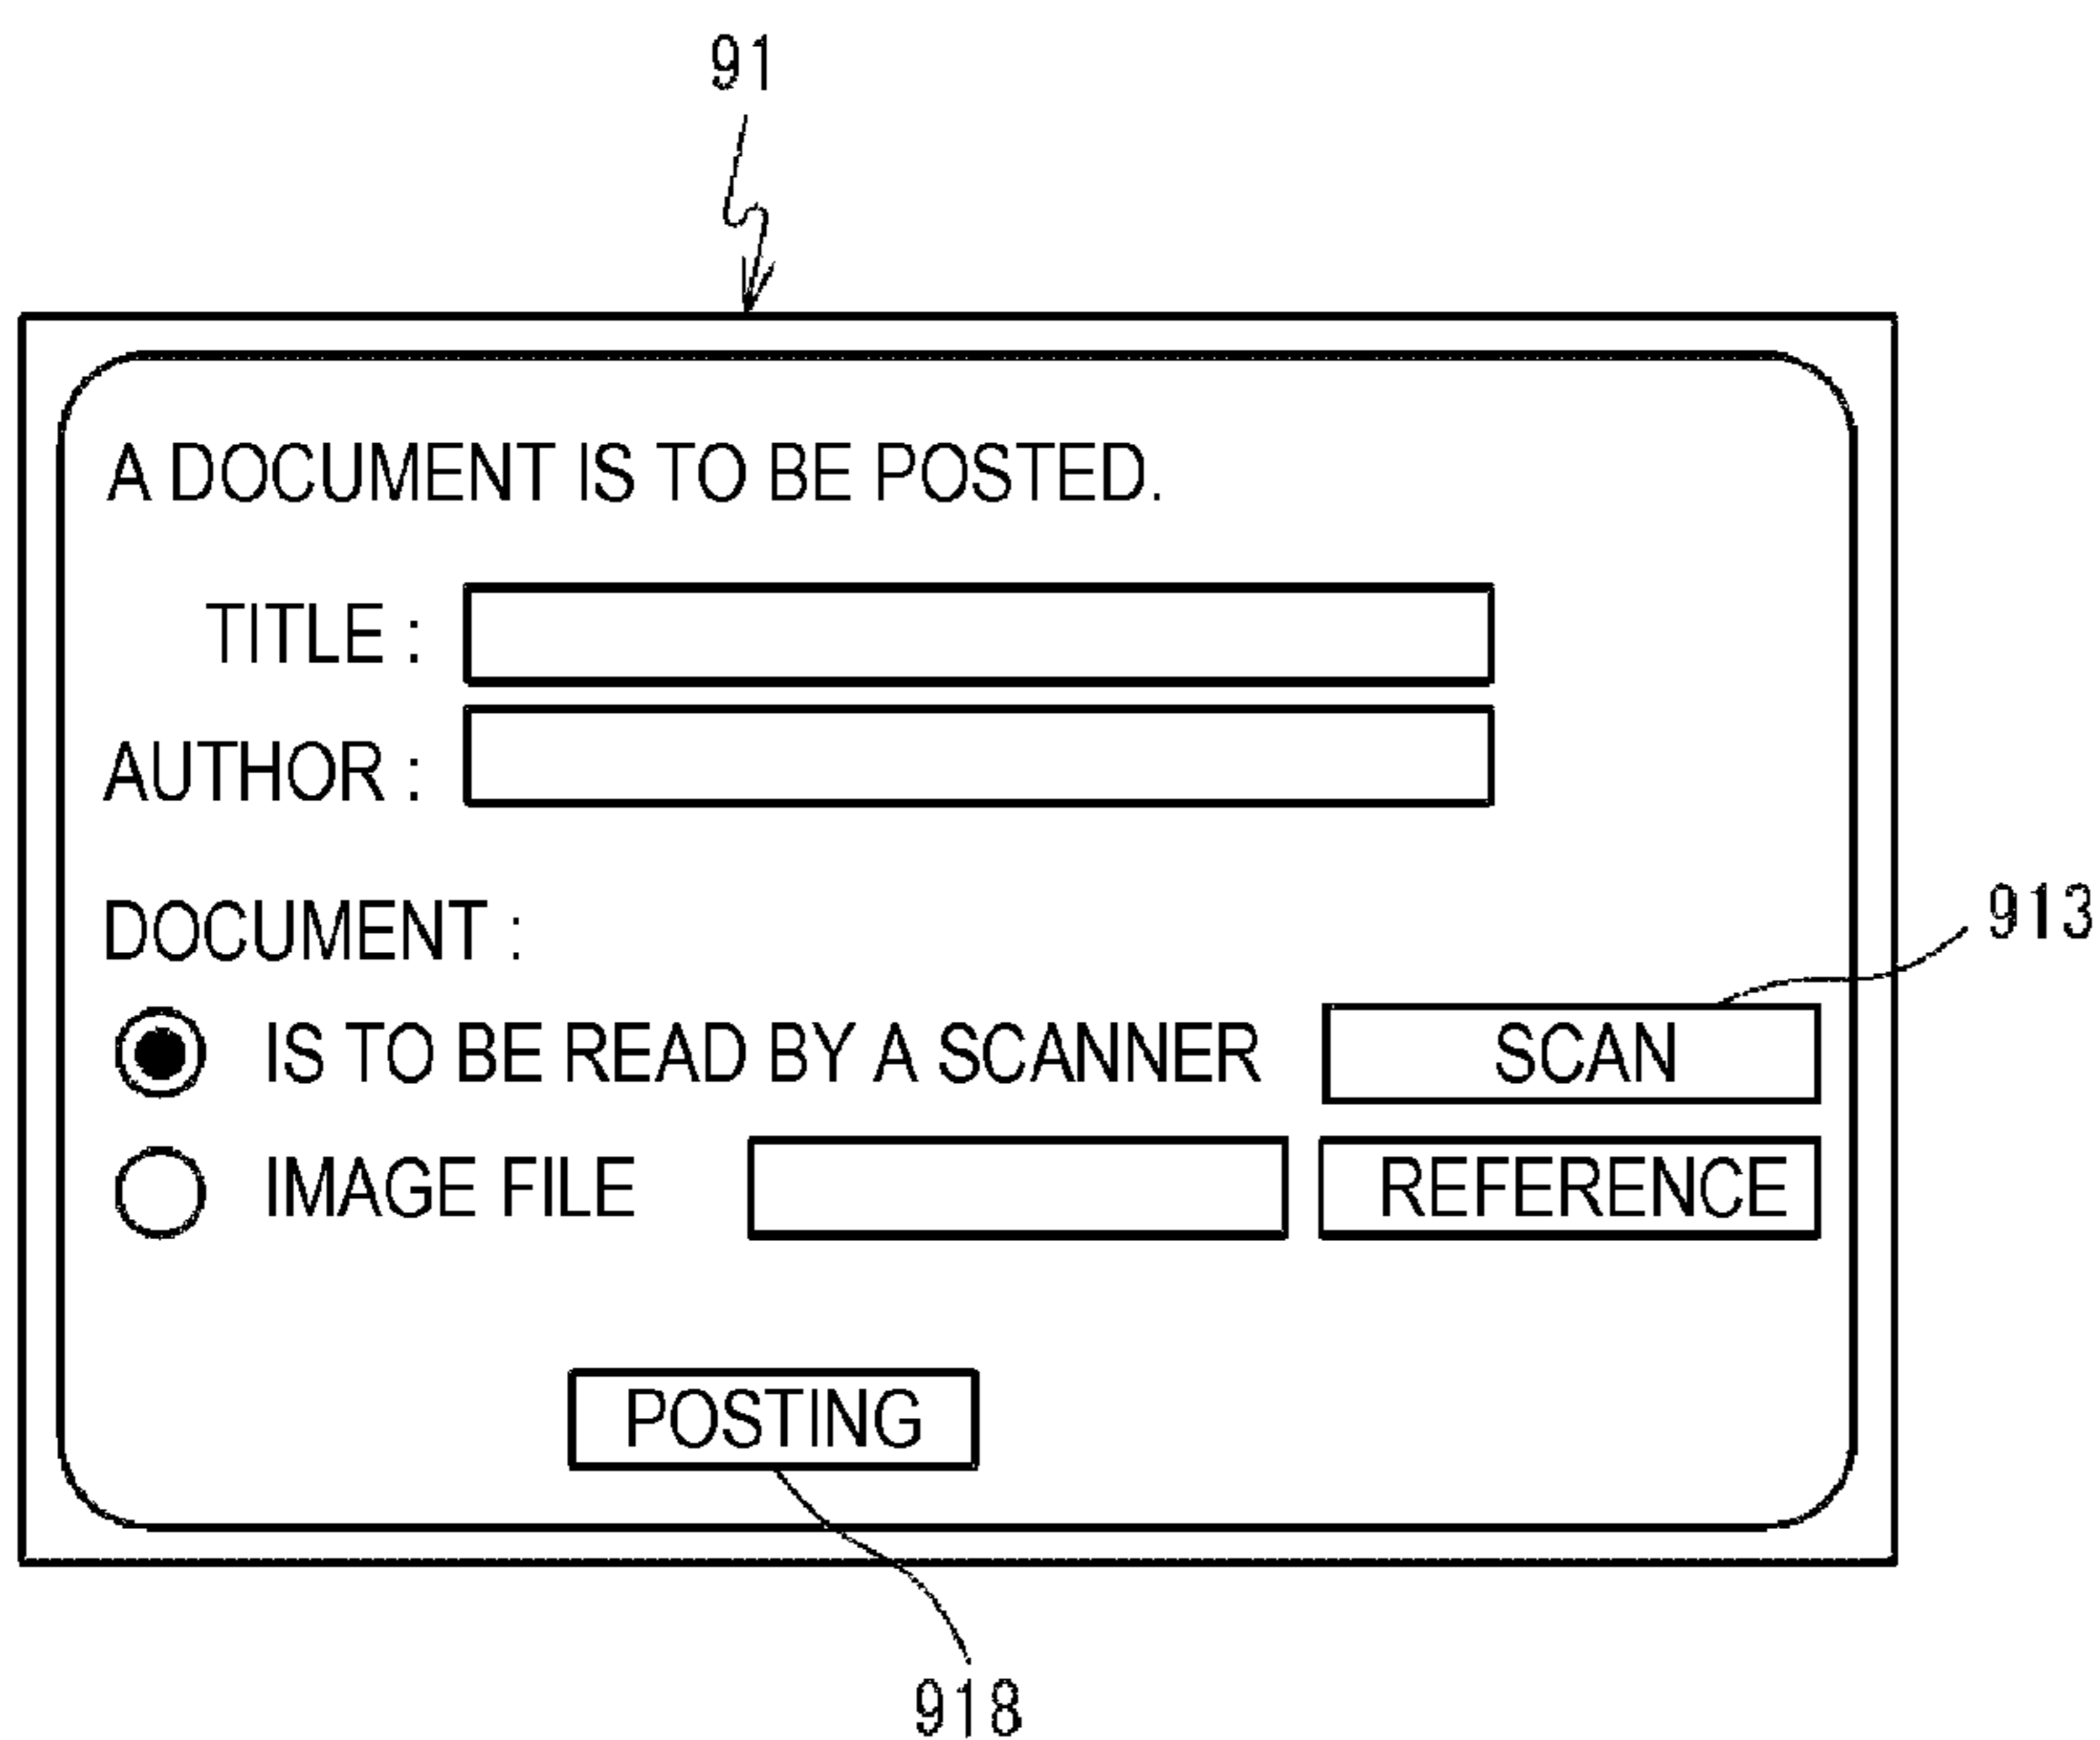 91
A DOCUMENT IS TO BE POSTED.
TITLE :
AUTHOR :
DOCUMENT :
913
IS TO BE READ BY A SCANNER SCAN
IMAGE FILE REFERENCE
POSTING
918